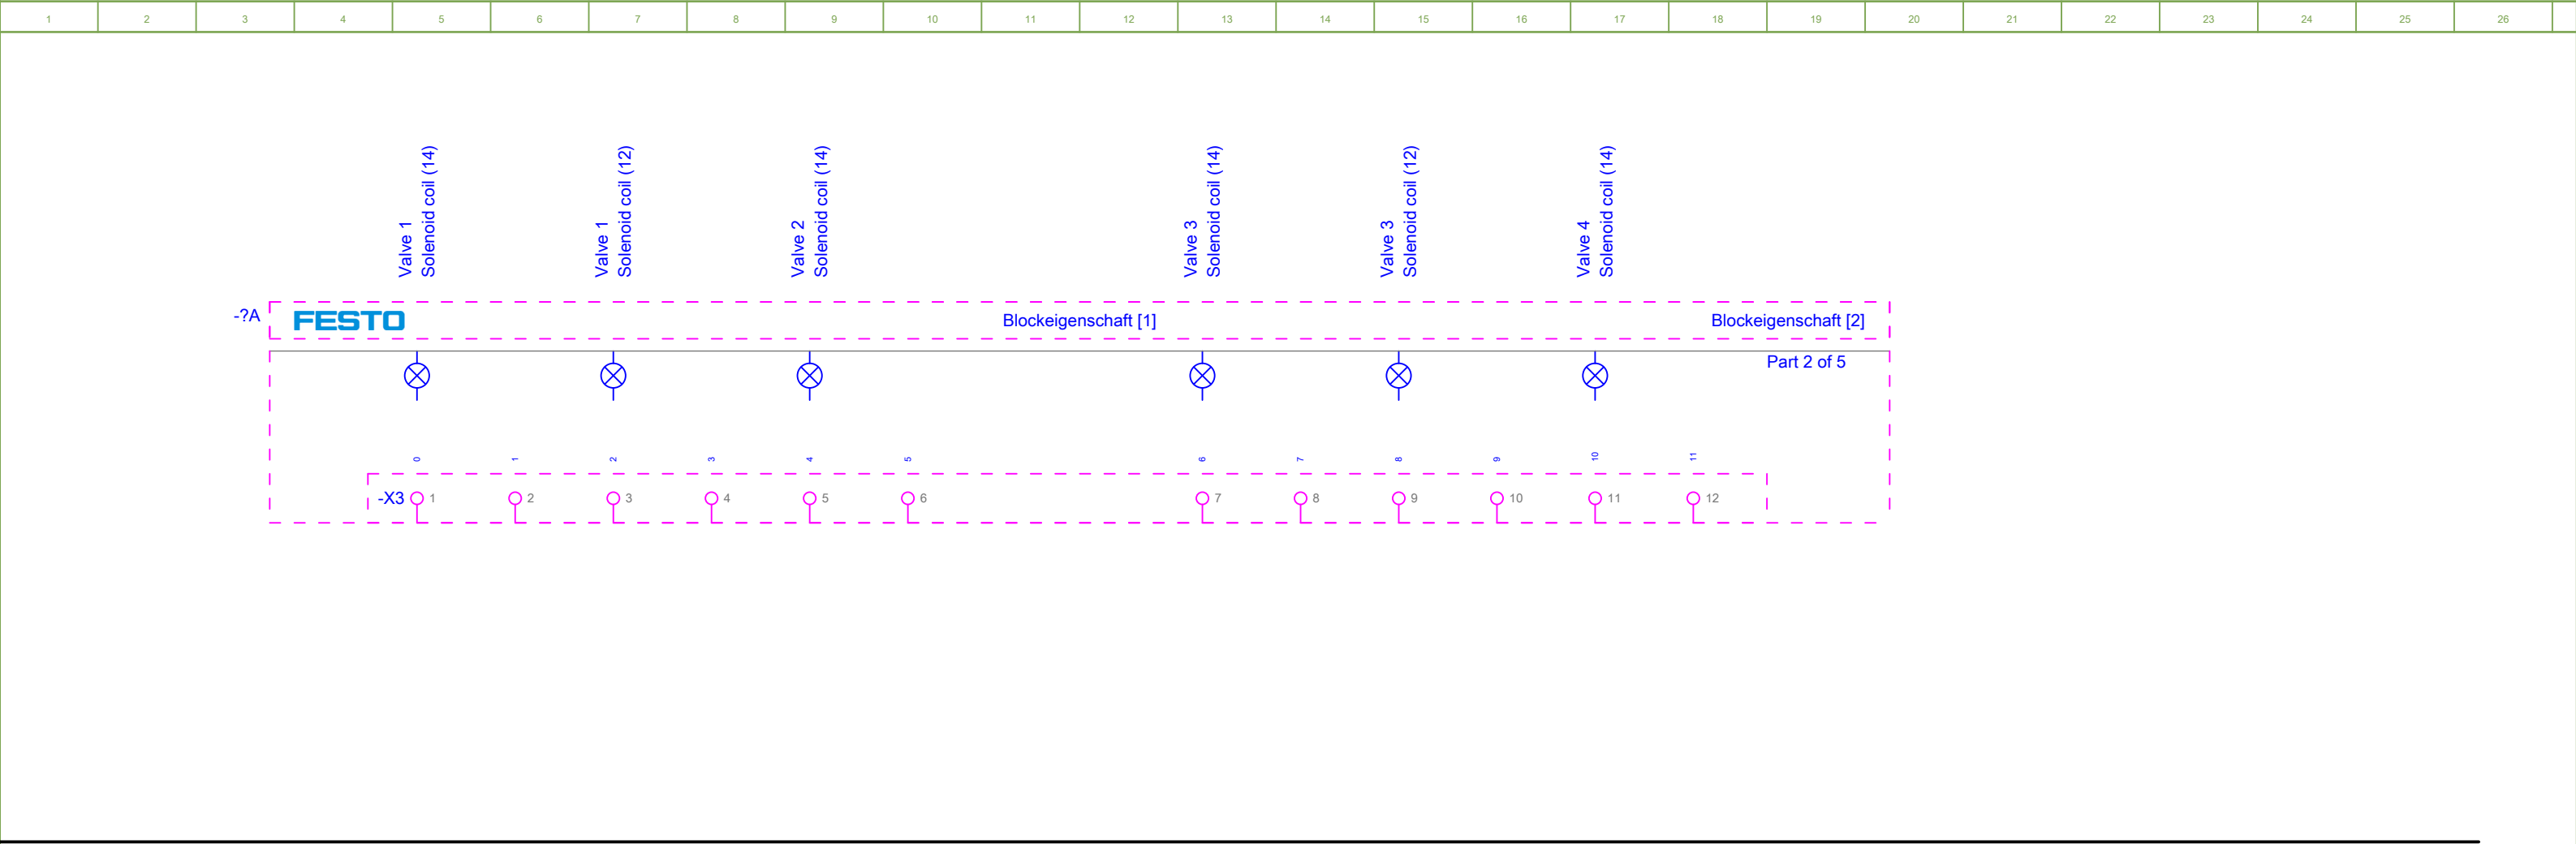 1 2 3 4 5 6 7 8 9 10 11 12 13 14 15 16 17 18 19 20 21 22 23 24 25 26
Valve 1
Solenoid coil (14)
Valve 1
Solenoid coil (12)
Valve 2
Solenoid coil (14)
Valve 3
Solenoid coil (14)
Valve 3
Solenoid coil (12)
Valve 4
Solenoid coil (14)
-?A FESTO Blockeigenschaft [1] Blockeigenschaft [2]
Part 2 of 5
0 1 2 3 4 5 6 7 8 9 10 11
-X3 1 2 3 4 5 6 7 8 9 10 11 12